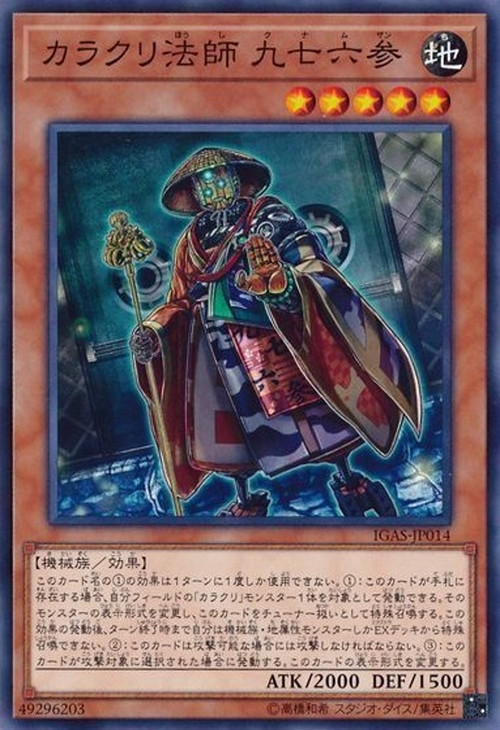 カラクリ法師 九七六参
地
九七六参
IGAS-JP014
【機械族／効果】
このカード名の①の効果は１ターンに１度しか使用できない。①：このカードが手札に
存在する場合、自分フィールドの「カラクリ」モンスター１体を対象として発動できる。その
モンスターの表示形式を変更し、このカードをチューナー扱いとして特殊召喚する。この
効果の発動後、ターン終了時まで自分は機械族・地属性モンスターしかEXデッキから特殊
召喚できない。②：このカードは攻撃可能な場合には攻撃しなければならない。③：この
カードが攻撃対象に選択された場合に発動する。このカードの表示形式を変更する。
ATK/2000 DEF/1500
49296203
©高橋和希 スタジオ・ダイス/集英社